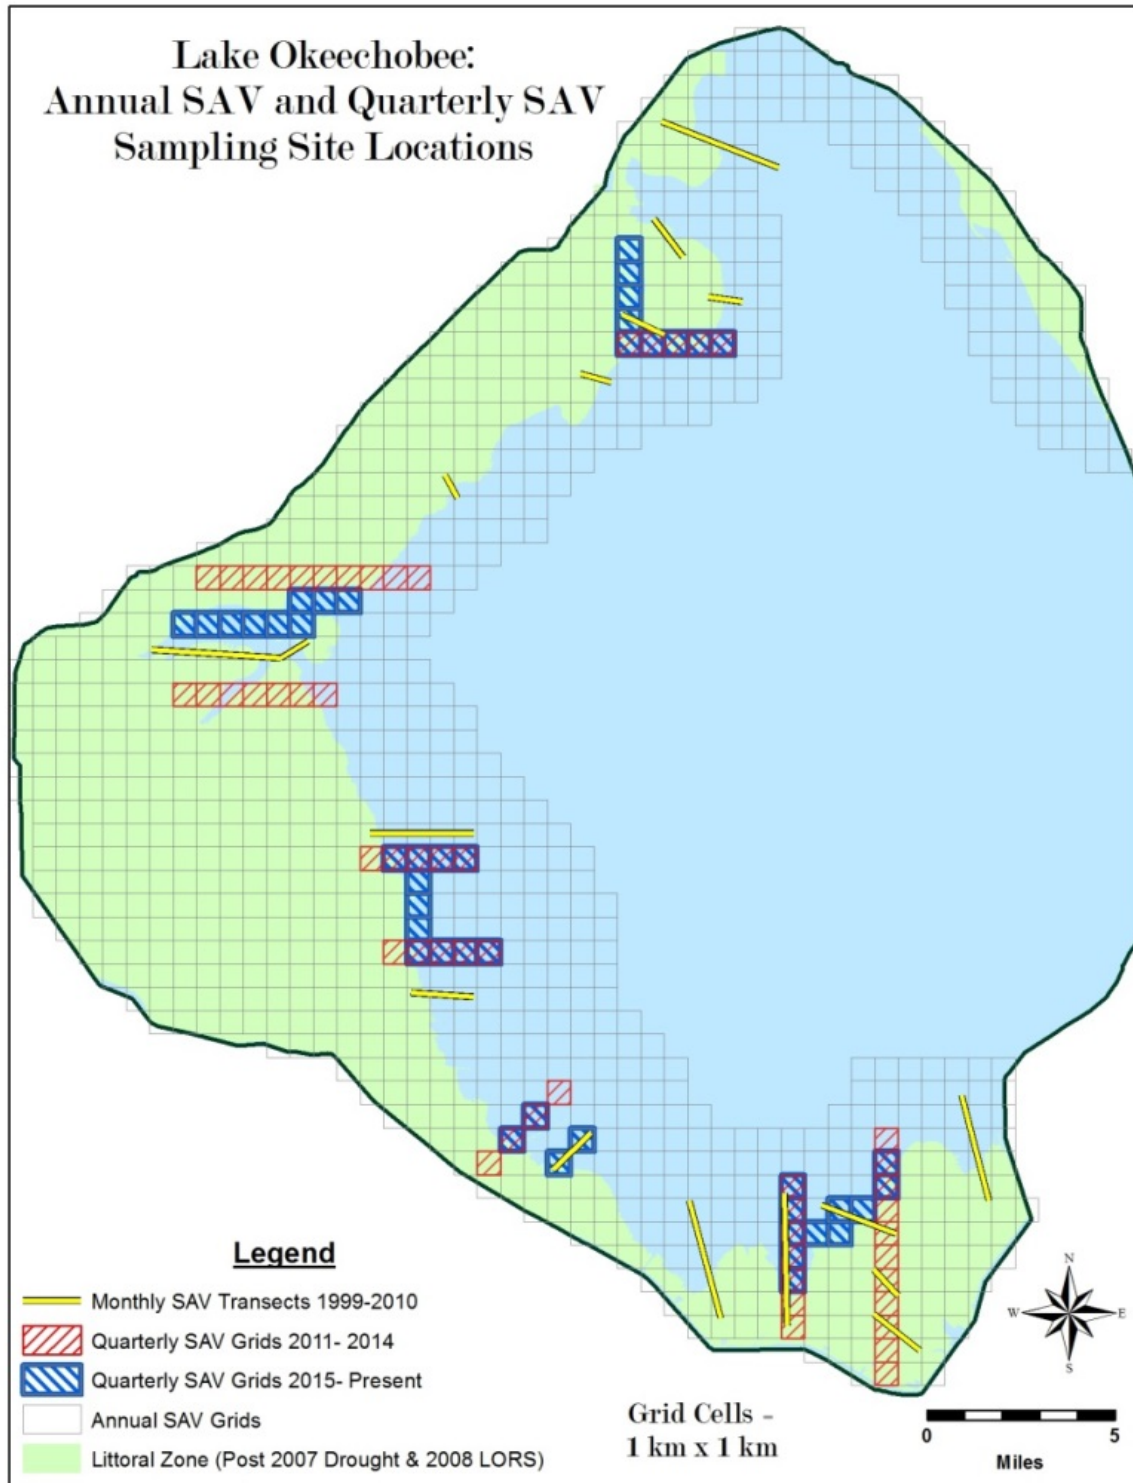 Lake Okeechobee:
Annual SAV and Quarterly SAV
Sampling Site Locations
Legend
Monthly SAV Transects 1999-2010
Quarterly SAV Grids 2011- 2014
Quarterly SAV Grids 2015- Present
Annual SAV Grids
Littoral Zone (Post 2007 Drought & 2008 LORS)
Grid Cells -
1 km x 1 km
N
W E
S
0 5
Miles